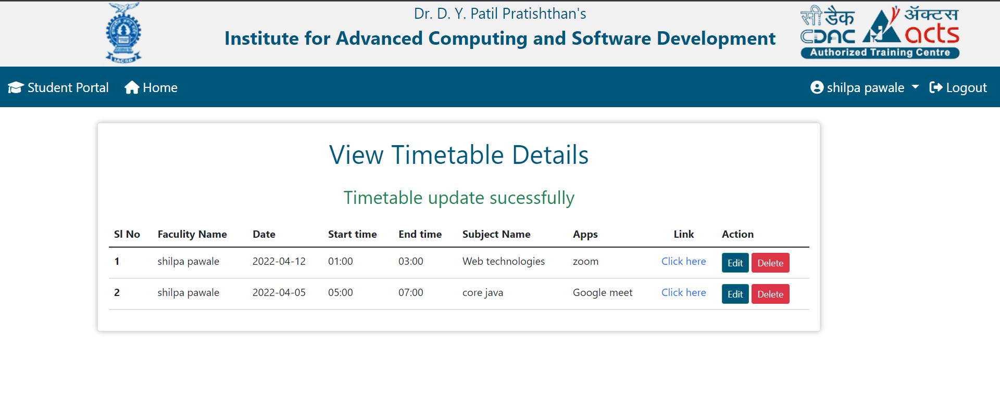 Dr. D. Y. Patil Pratishthan's
Institute for Advanced Computing and Software Development
IACSD
सी डैक
CDAC
ॲक्टस
acts
Authorized Training Centre
Student Portal Home shilpa pawale Logout
View Timetable Details
Timetable update sucessfully
Sl No Faculity Name Date Start time End time Subject Name Apps Link Action
1 shilpa pawale 2022-04-12 01:00 03:00 Web technologies zoom Click here Edit Delete
2 shilpa pawale 2022-04-05 05:00 07:00 core java Google meet Click here Edit Delete